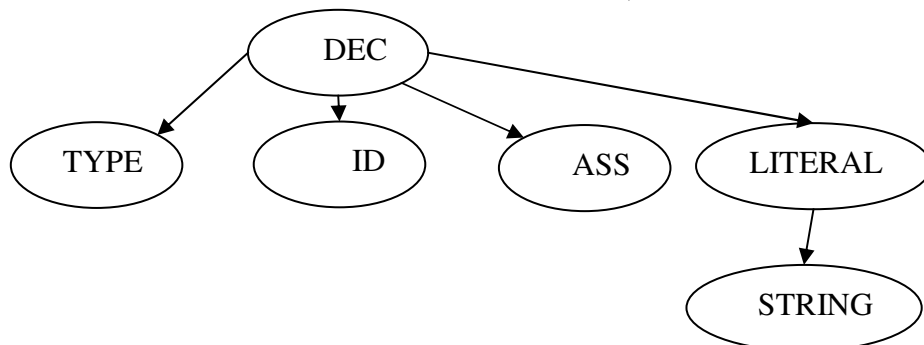 DEC
TYPE ID ASS LITERAL
STRING